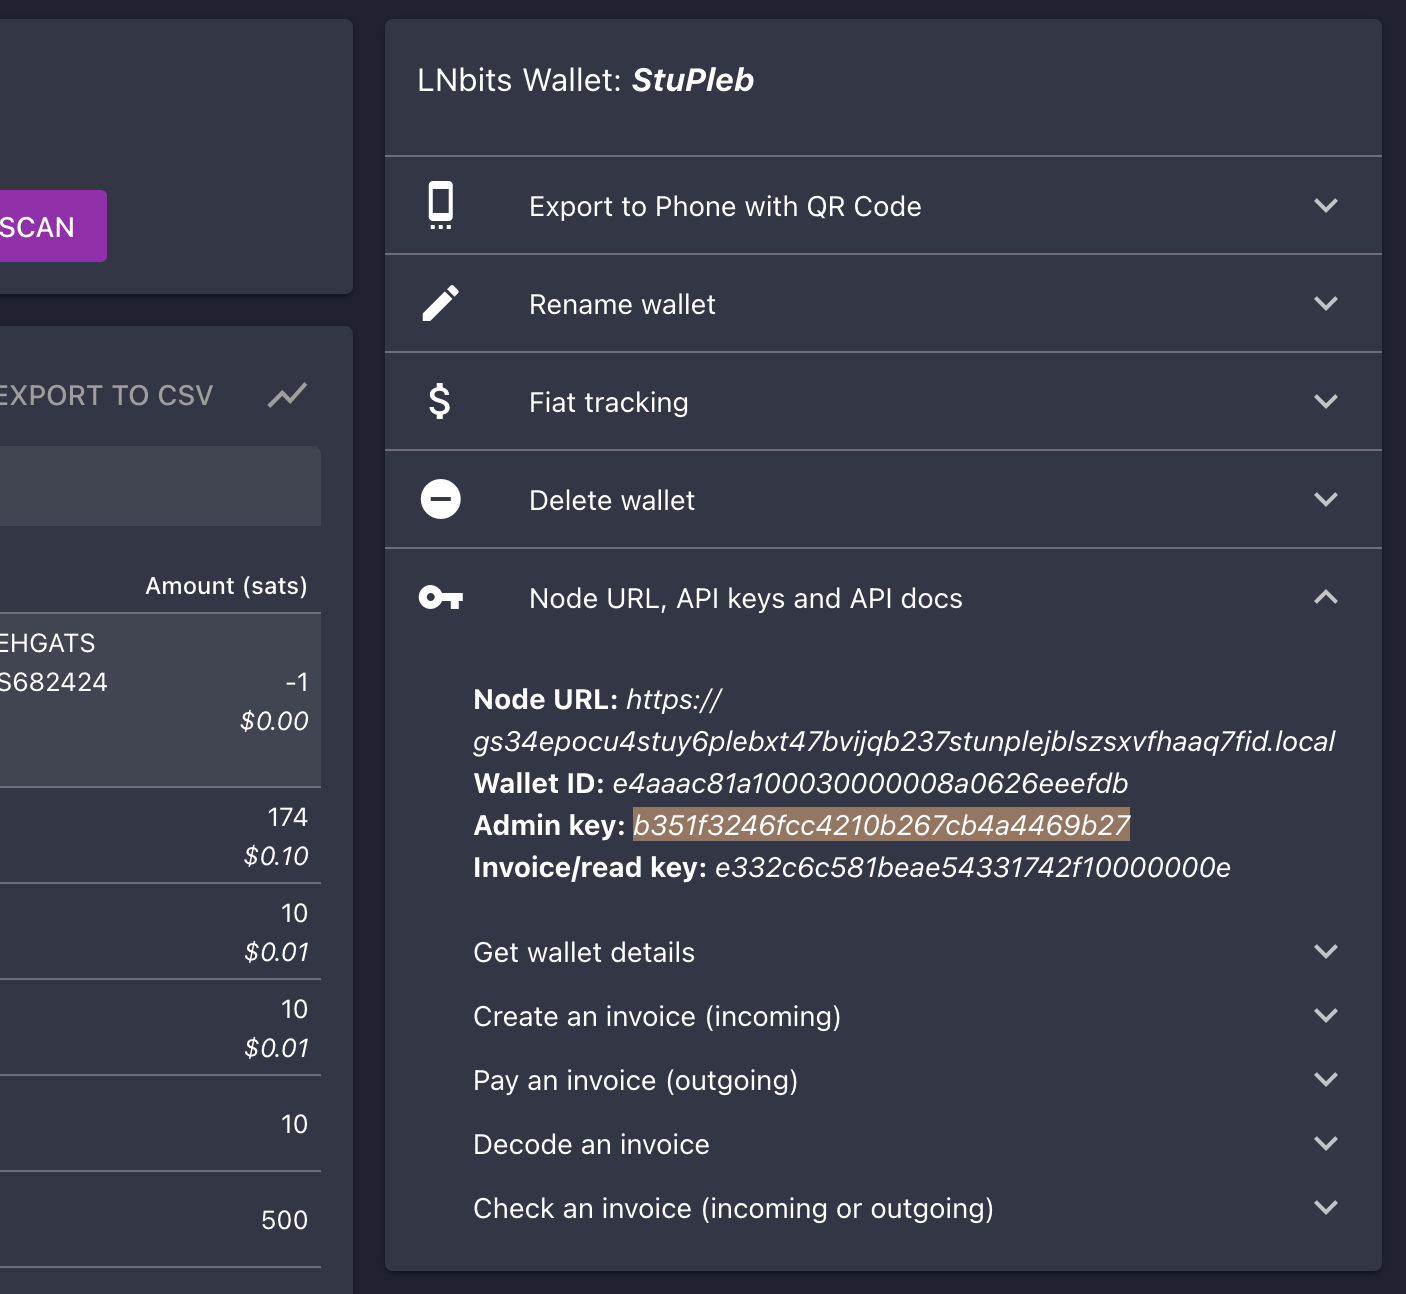 SCAN
EXPORT TO CSV
Amount (sats)
EHGATS
S682424
-1
$0.00
174
$0.10
10
$0.01
10
$0.01
10
500
LNbits Wallet: StuPleb
Export to Phone with QR Code
Rename wallet
Fiat tracking
Delete wallet
Node URL, API keys and API docs
Node URL: https://
gs34epocu4stuy6plebxt47bvijqb237stunplejblszsxvfhaaq7fid.local
Wallet ID: e4aaac81a100030000008a0626eeefdb
Admin key: b351f3246fcc4210b267cb4a4469b27
Invoice/read key: e332c6c581beae54331742f10000000e
Get wallet details
Create an invoice (incoming)
Pay an invoice (outgoing)
Decode an invoice
Check an invoice (incoming or outgoing)